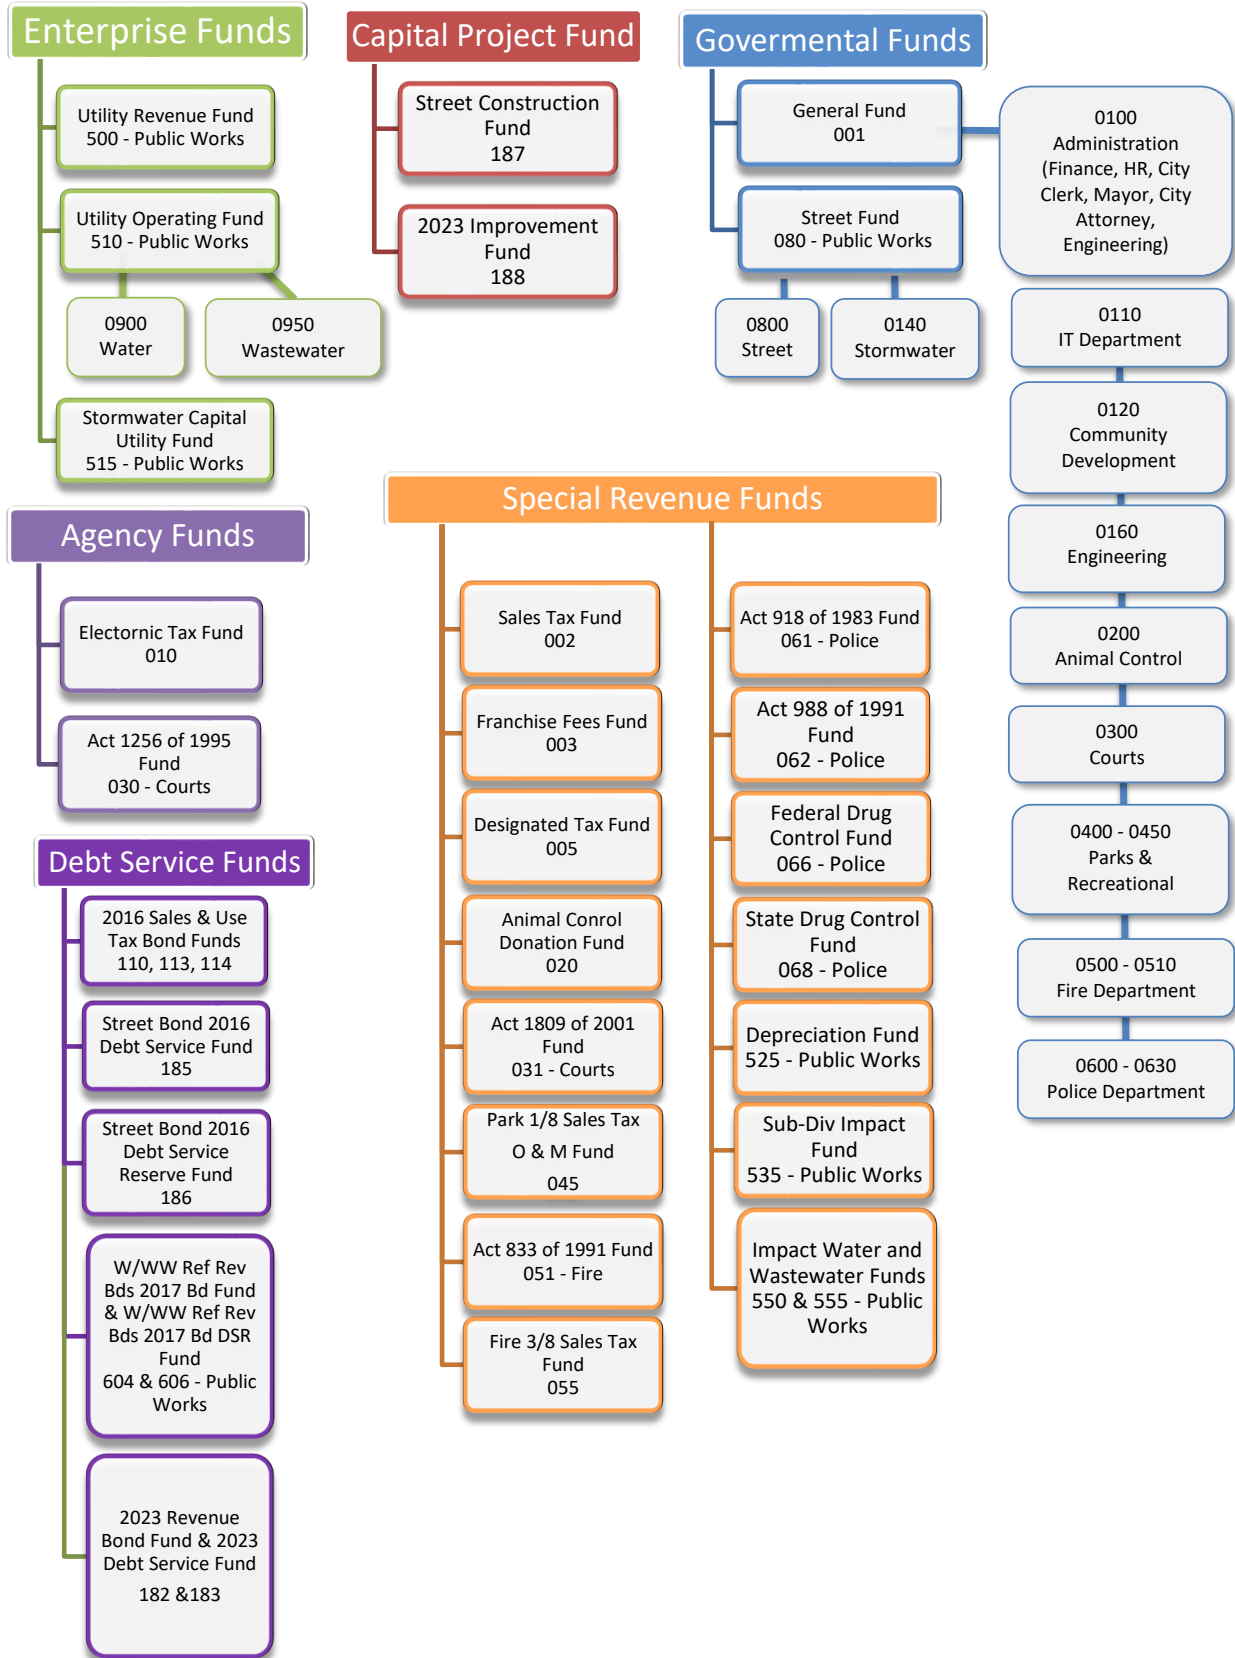 Enterprise Funds
Utility Revenue Fund
500 - Public Works
Utility Operating Fund
510 - Public Works
0900
Water
0950
Wastewater
Stormwater Capital
Utility Fund
515 - Public Works
Capital Project Fund
Street Construction
Fund
187
2023 Improvement
Fund
188
Govermental Funds
General Fund
001
Street Fund
080 - Public Works
0800
Street
0140
Stormwater
0100
Administration
(Finance, HR, City
Clerk, Mayor, City
Attorney,
Engineering)
0110
IT Department
0120
Community
Development
0160
Engineering
0200
Animal Control
0300
Courts
0400 - 0450
Parks &
Recreational
0500 - 0510
Fire Department
0600 - 0630
Police Department
Agency Funds
Electornic Tax Fund
010
Act 1256 of 1995
Fund
030 - Courts
Debt Service Funds
2016 Sales & Use
Tax Bond Funds
110, 113, 114
Street Bond 2016
Debt Service Fund
185
Street Bond 2016
Debt Service
Reserve Fund
186
W/WW Ref Rev
Bds 2017 Bd Fund
& W/WW Ref Rev
Bds 2017 Bd DSR
Fund
604 & 606 - Public
Works
2023 Revenue
Bond Fund & 2023
Debt Service Fund
182 &183
Special Revenue Funds
Sales Tax Fund
002
Franchise Fees Fund
003
Designated Tax Fund
005
Animal Conrol
Donation Fund
020
Act 1809 of 2001
Fund
031 - Courts
Park 1/8 Sales Tax
O & M Fund
045
Act 833 of 1991 Fund
051 - Fire
Fire 3/8 Sales Tax
Fund
055
Act 918 of 1983 Fund
061 - Police
Act 988 of 1991
Fund
062 - Police
Federal Drug
Control Fund
066 - Police
State Drug Control
Fund
068 - Police
Depreciation Fund
525 - Public Works
Sub-Div Impact
Fund
535 - Public Works
Impact Water and
Wastewater Funds
550 & 555 - Public
Works